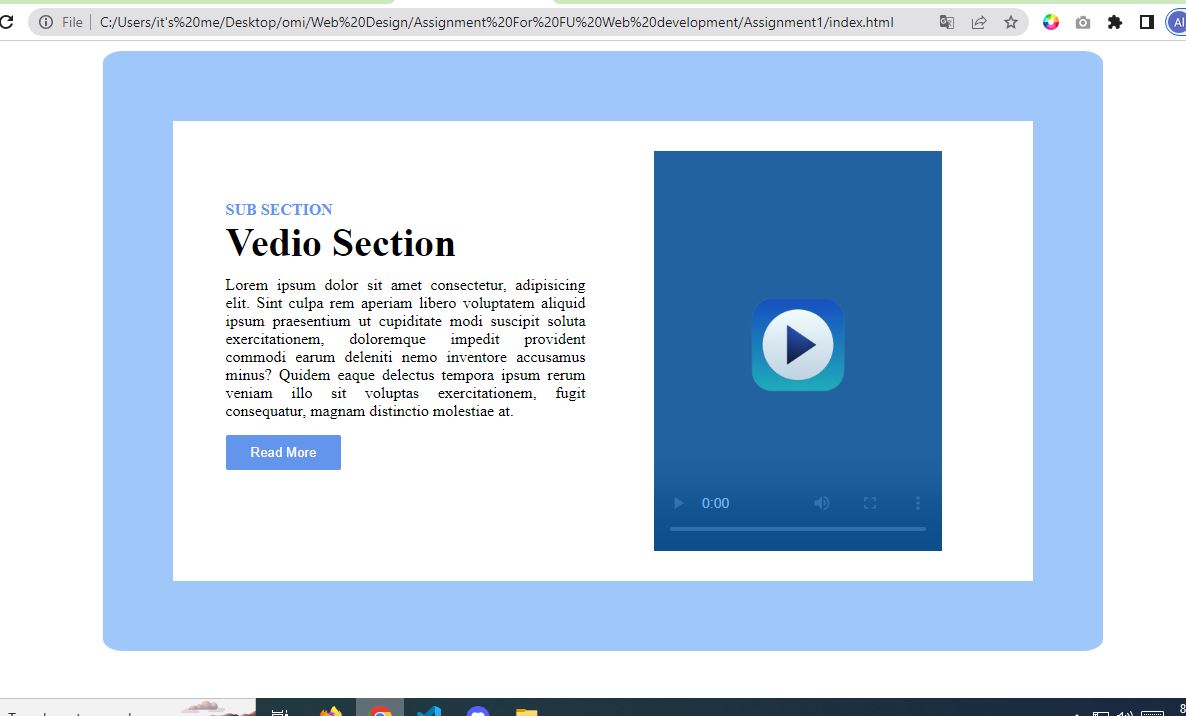 File
C:/Users/it's%20me/Desktop/omi/Web%20Design/Assignment%20For%20FU%20Web%20development/Assignment1/index.html
AI
SUB SECTION
Vedio Section
Lorem ipsum dolor sit amet consectetur, adipisicing
elit. Sint culpa rem aperiam libero voluptatem aliquid
ipsum praesentium ut cupiditate modi suscipit soluta
exercitationem, doloremque impedit provident
commodi earum deleniti nemo inventore accusamus
minus? Quidem eaque delectus tempora ipsum rerum
veniam illo sit voluptas exercitationem, fugit
consequatur, magnam distinctio molestiae at.
Read More
0:00